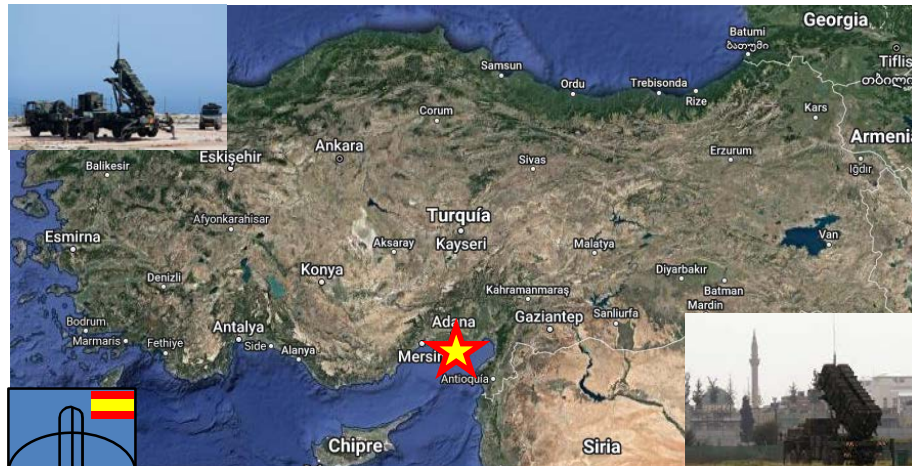 Georgia
Batumi
ბათუმი
Tiflis
Samsun
Ordu
Trebisonda
Rize
Kars
Corum
Armenia
Ankara
Eskişehir
Sivas
Erzurum
Iğdır
Balikesir
Turquía
Afyonkarahisar
Esmirna
Aksaray
Kayseri
Malatya
Van
Denizli
Konya
Diyarbakır
Batman
Kahramanmaraş
Mardin
Bodrum
Marmaris
Fethiye
Antalya
Side
Alanya
Adana
Mersin
Gaziantep
Sanliurfa
Antioquía
Chipre
Siria